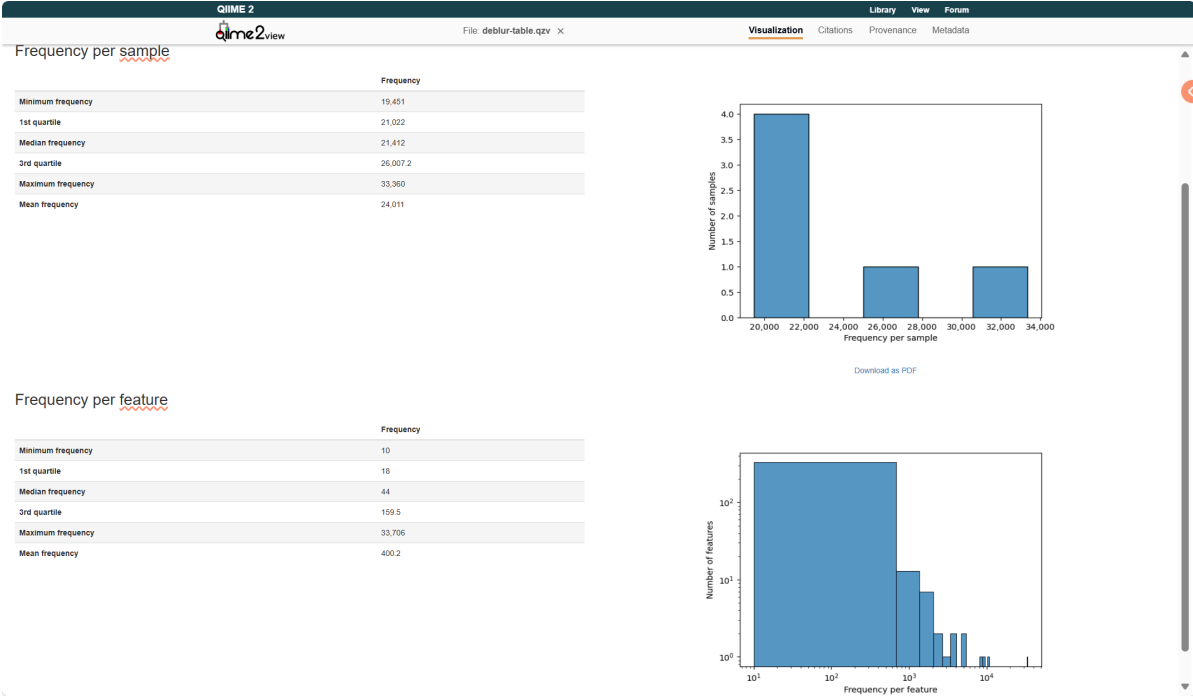 QIIME 2
Library View Forum
qiime2view
File: deblur-table.qzv ×
Visualization Citations Provenance Metadata
Frequency per sample
Frequency
Minimum frequency 19,451
1st quartile 21,022
Median frequency 21,412
3rd quartile 26,007.2
Maximum frequency 33,360
Mean frequency 24,011
Number of samples
4.0
3.5
3.0
2.5
2.0
1.5
1.0
0.5
0.0
20,000 22,000 24,000 26,000 28,000 30,000 32,000 34,000
Frequency per sample
Download as PDF
Frequency per feature
Frequency
Minimum frequency 10
1st quartile 18
Median frequency 44
3rd quartile 159.5
Maximum frequency 33,706
Mean frequency 400.2
Number of features
10²
10¹
10⁰
10¹ 10² 10³ 10⁴
Frequency per feature